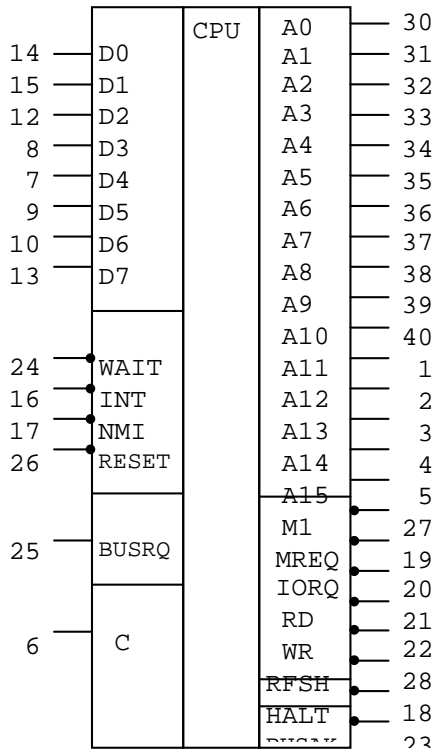 CPU
14 D0
15 D1
12 D2
8 D3
7 D4
9 D5
10 D6
13 D7
24 WAIT
16 INT
17 NMI
26 RESET
25 BUSRQ
6 C
A0 30
A1 31
A2 32
A3 33
A4 34
A5 35
A6 36
A7 37
A8 38
A9 39
A10 40
A11 1
A12 2
A13 3
A14 4
A15 5
M1 27
MREQ 19
IORQ 20
RD 21
WR 22
RFSH 28
HALT 18
23